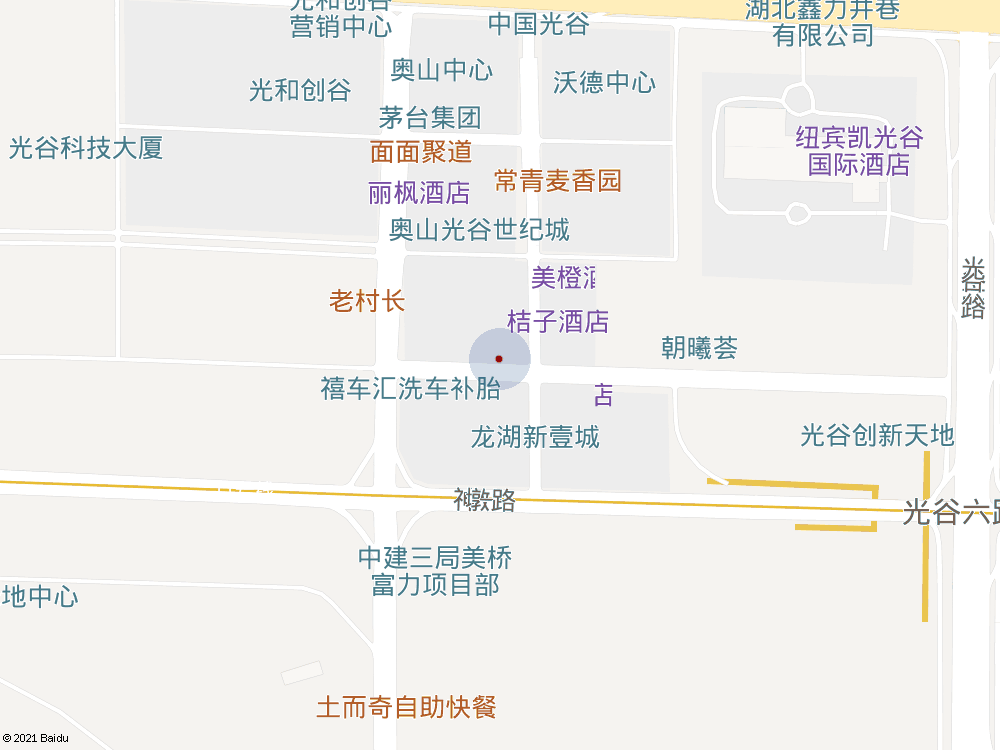 光和创谷
营销中心
中国光谷
湖北鑫力井巷
有限公司
奥山中心
沃德中心
光和创谷
茅台集团
光谷科技大厦
面面聚道
纽宾凯光谷
国际酒店
丽枫酒店
常青麦香园
奥山光谷世纪城
美橙酒
老村长
桔子酒店
朝曦荟
禧车汇洗车补胎
店
龙湖新壹城
光谷创新天地
神墩
路
光谷六路
中建三局美桥
富力项目部
地中心
土而奇自助快餐
© 2021 Baidu